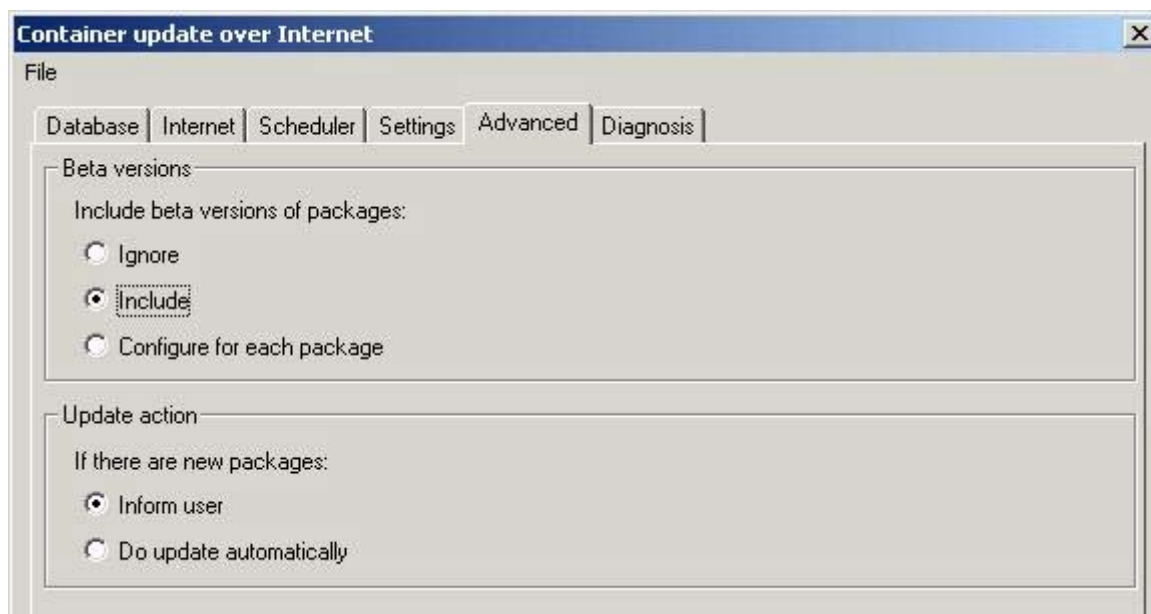 Container update over Internet
File
Database Internet Scheduler Settings Advanced Diagnosis
Beta versions
Include beta versions of packages:
Ignore
Include
Configure for each package
Update action
If there are new packages:
Inform user
Do update automatically